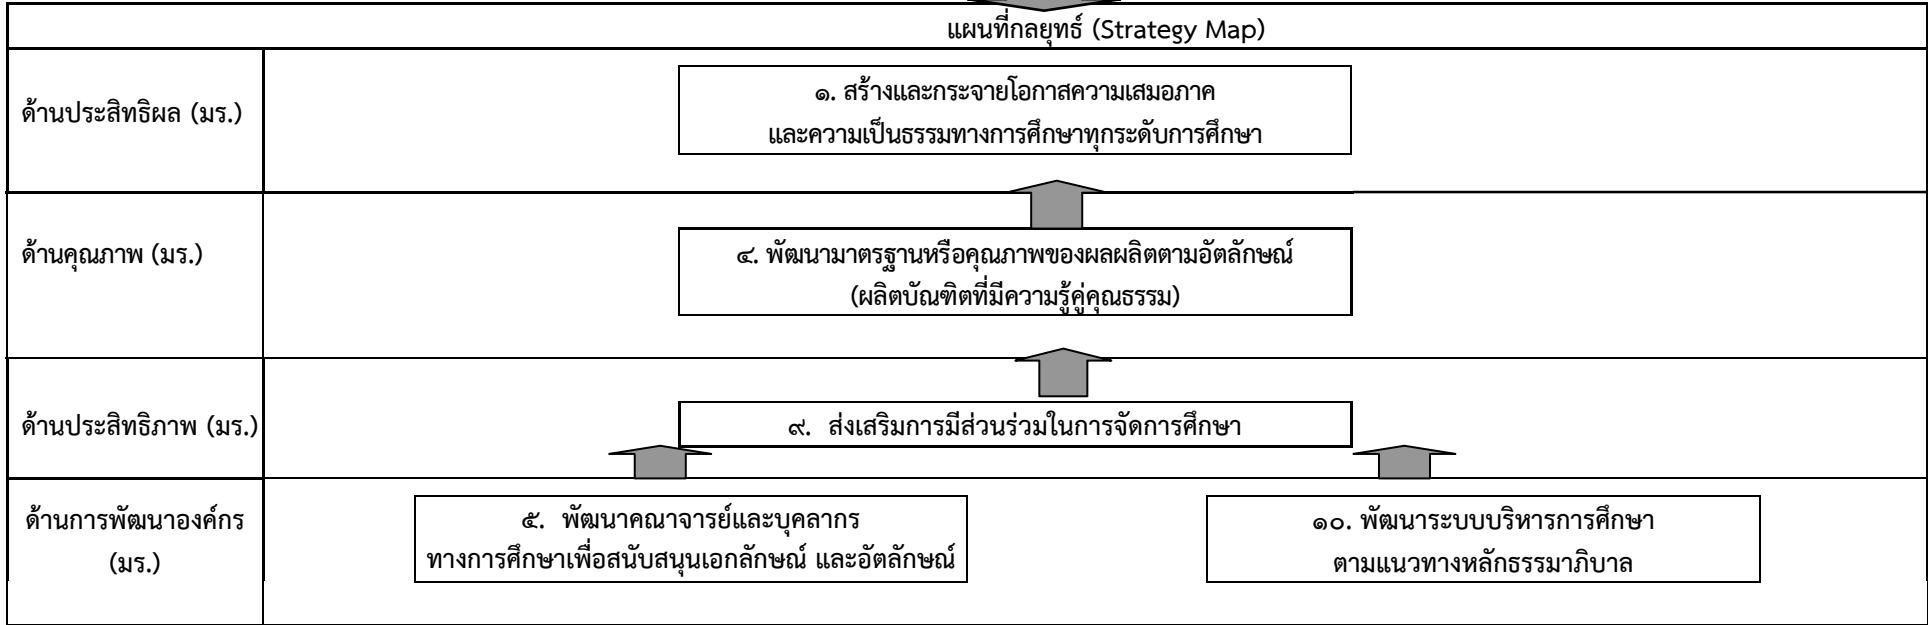 แผนที่กลยุทธ์ (Strategy Map)
ด้านประสิทธิผล (มร.)
๑. สร้างและกระจายโอกาสความเสมอภาค
และความเป็นธรรมทางการศึกษาทุกระดับการศึกษา
ด้านคุณภาพ (มร.)
๔. พัฒนามาตรฐานหรือคุณภาพของผลผลิตตามอัตลักษณ์
(ผลิตบัณฑิตที่มีความรู้คู่คุณธรรม)
ด้านประสิทธิภาพ (มร.)
๙. ส่งเสริมการมีส่วนร่วมในการจัดการศึกษา
ด้านการพัฒนาองค์กร
(มร.)
๕. พัฒนาคณาจารย์และบุคลากร
ทางการศึกษาเพื่อสนับสนุนเอกลักษณ์ และอัตลักษณ์
๑๐. พัฒนาระบบบริหารการศึกษา
ตามแนวทางหลักธรรมาภิบาล